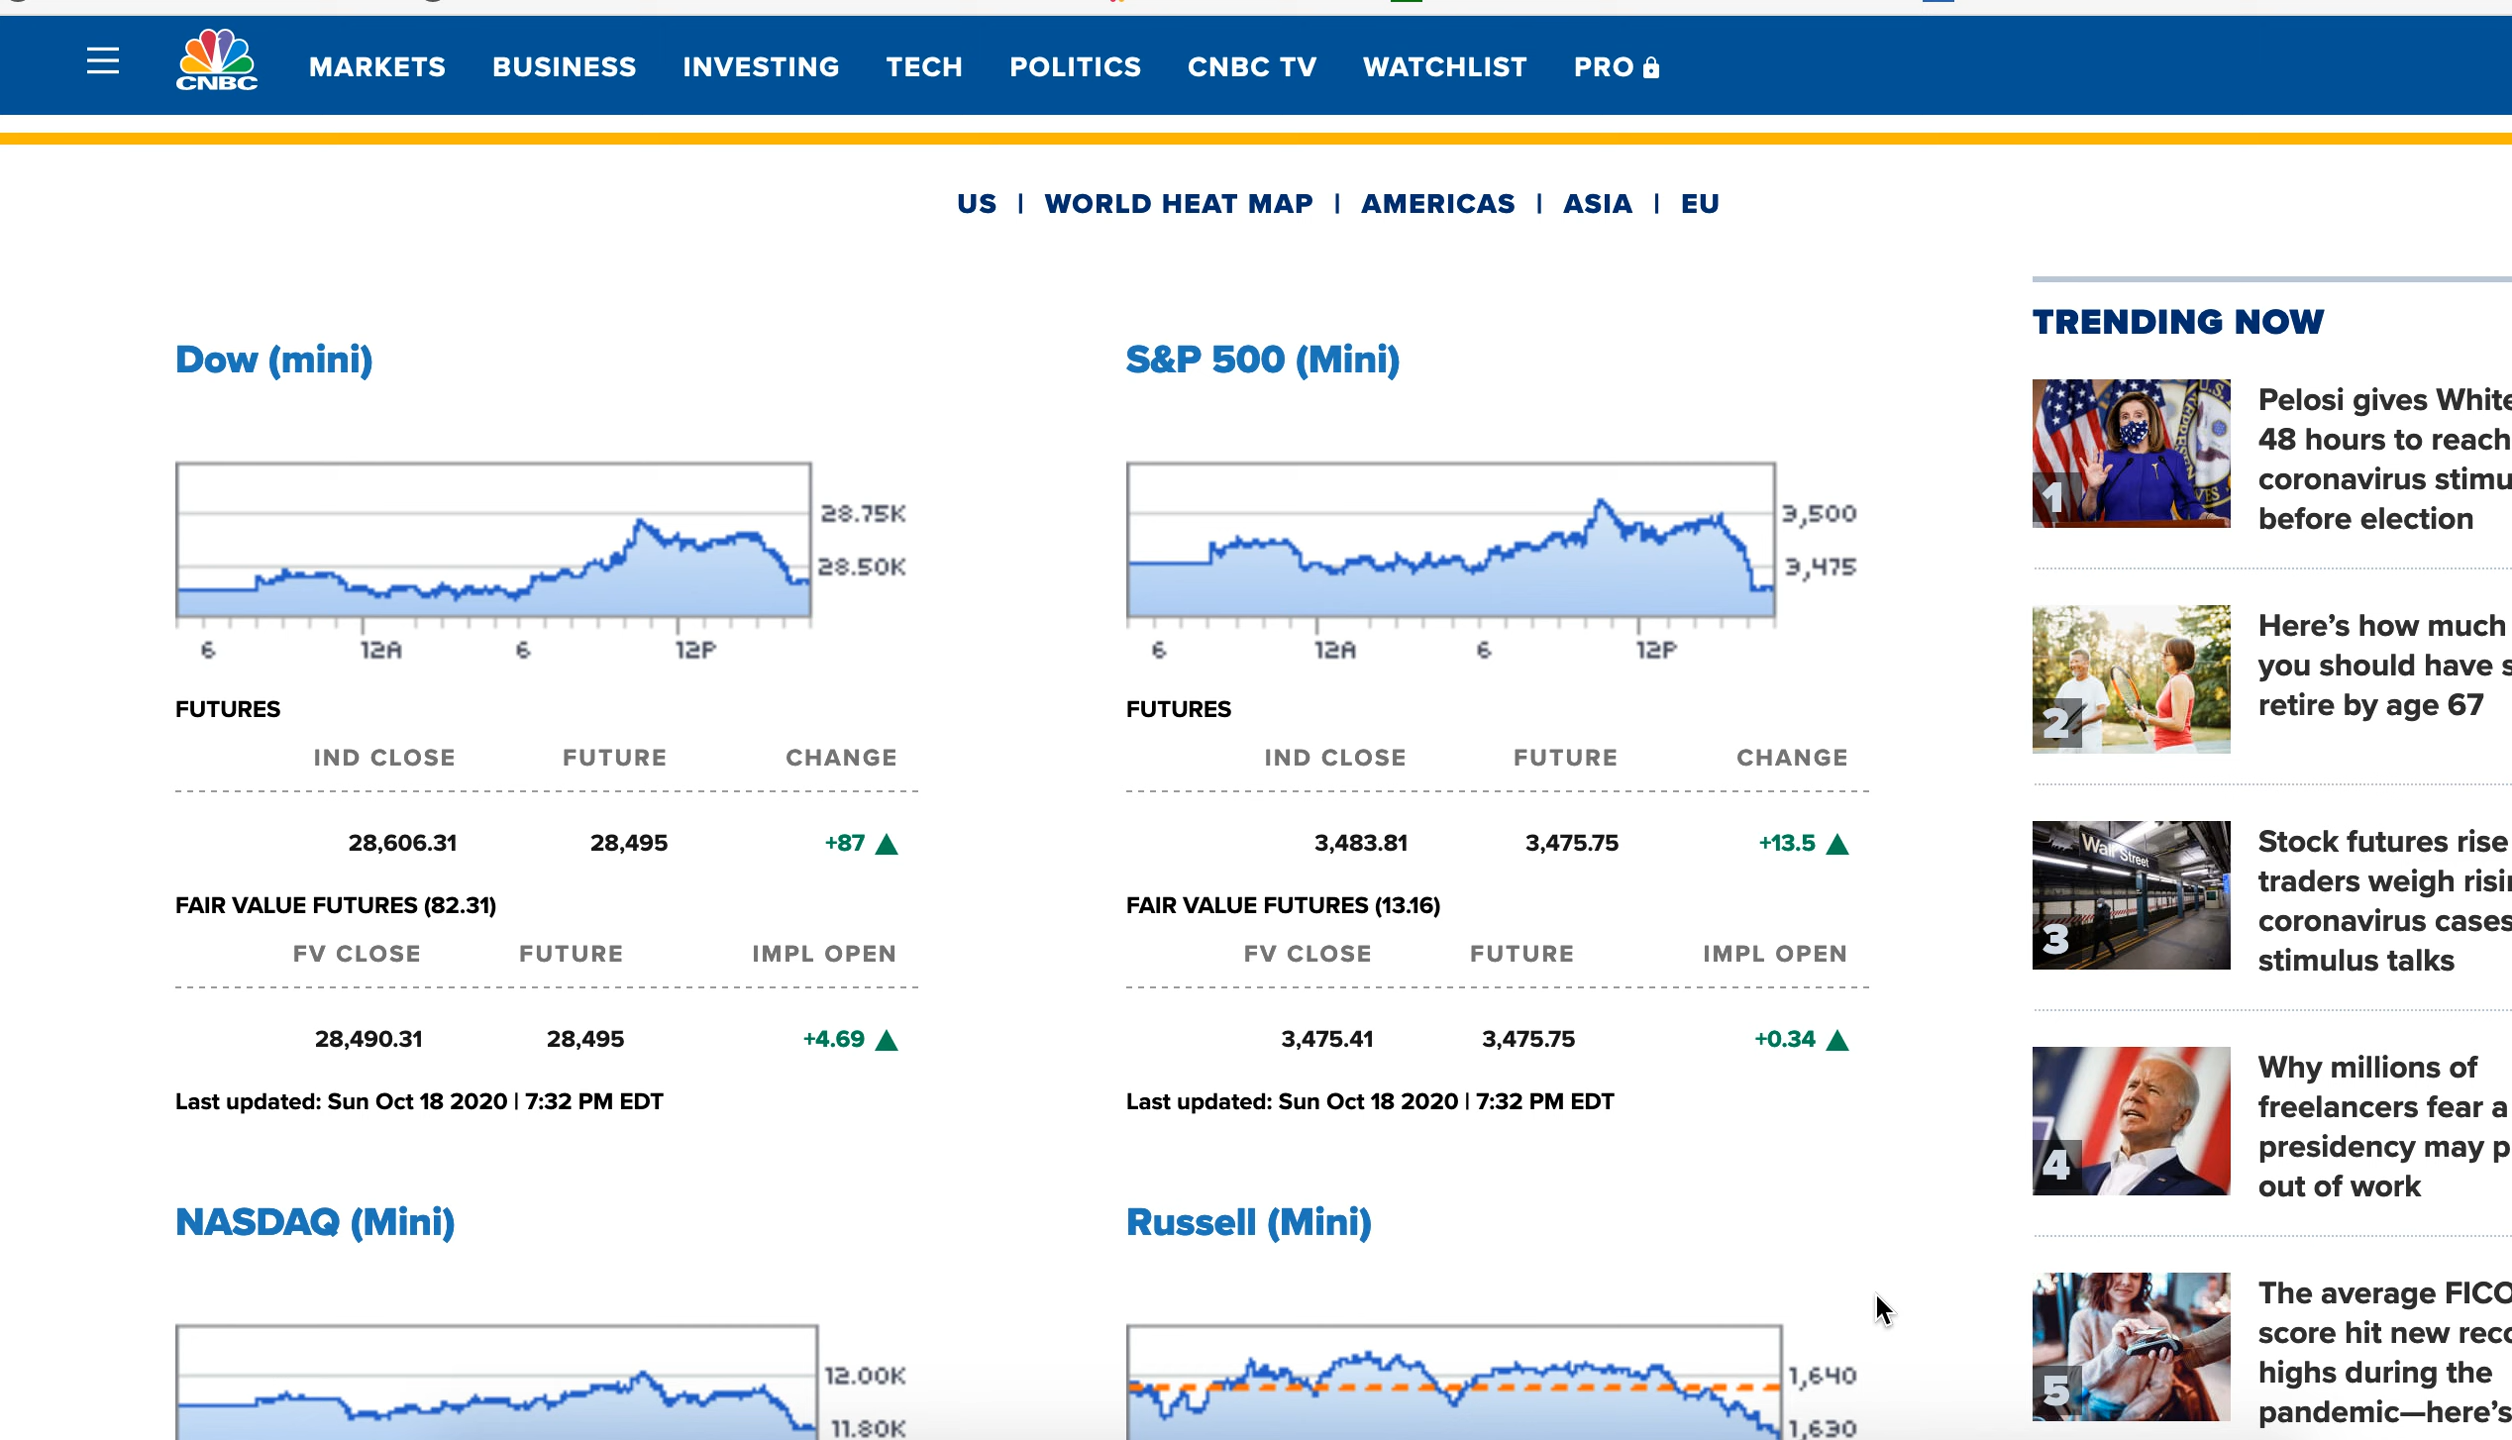 CNBC
MARKETS BUSINESS INVESTING TECH POLITICS CNBC TV WATCHLIST PRO
US | WORLD HEAT MAP | AMERICAS | ASIA | EU
Dow (mini)
28.75K
28.50K
6 12A 6 12P
FUTURES
IND CLOSE FUTURE CHANGE
28,606.31 28,495 +87
FAIR VALUE FUTURES (82.31)
FV CLOSE FUTURE IMPL OPEN
28,490.31 28,495 +4.69
Last updated: Sun Oct 18 2020 | 7:32 PM EDT
S&P 500 (Mini)
3,500
3,475
6 12A 6 12P
FUTURES
IND CLOSE FUTURE CHANGE
3,483.81 3,475.75 +13.5
FAIR VALUE FUTURES (13.16)
FV CLOSE FUTURE IMPL OPEN
3,475.41 3,475.75 +0.34
Last updated: Sun Oct 18 2020 | 7:32 PM EDT
NASDAQ (Mini)
12.00K
11.80K
Russell (Mini)
1,640
1,630
TRENDING NOW
1
Pelosi gives White
48 hours to reach
coronavirus stimu
before election
2
Here's how much
you should have s
retire by age 67
Wall Street
3
Stock futures rise
traders weigh risi
coronavirus cases
stimulus talks
4
Why millions of
freelancers fear a
presidency may p
out of work
5
The average FICO
score hit new reco
highs during the
pandemic—here's